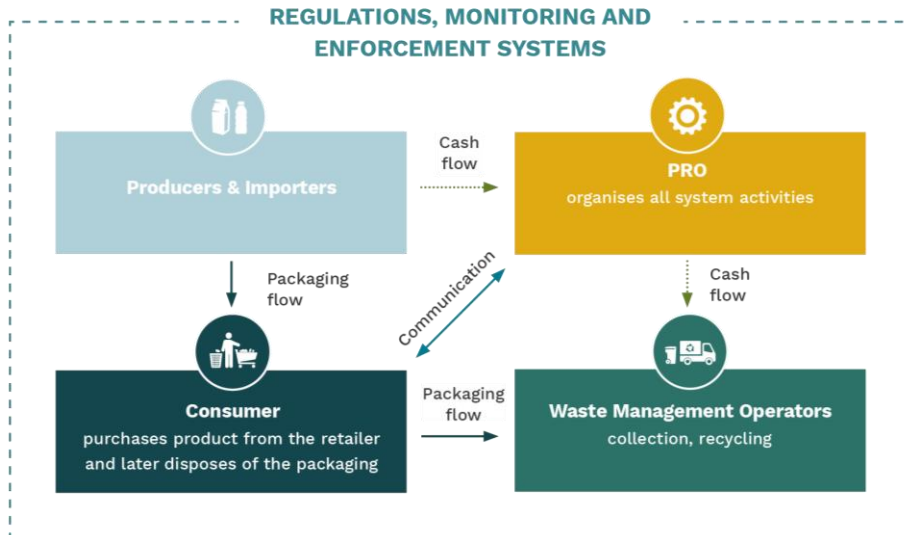 REGULATIONS, MONITORING AND
ENFORCEMENT SYSTEMS
Producers & Importers
Cash
flow
PRO
organises all system activities
Packaging
flow
Communication
Cash
flow
Consumer
purchases product from the retailer
and later disposes of the packaging
Packaging
flow
Waste Management Operators
collection, recycling